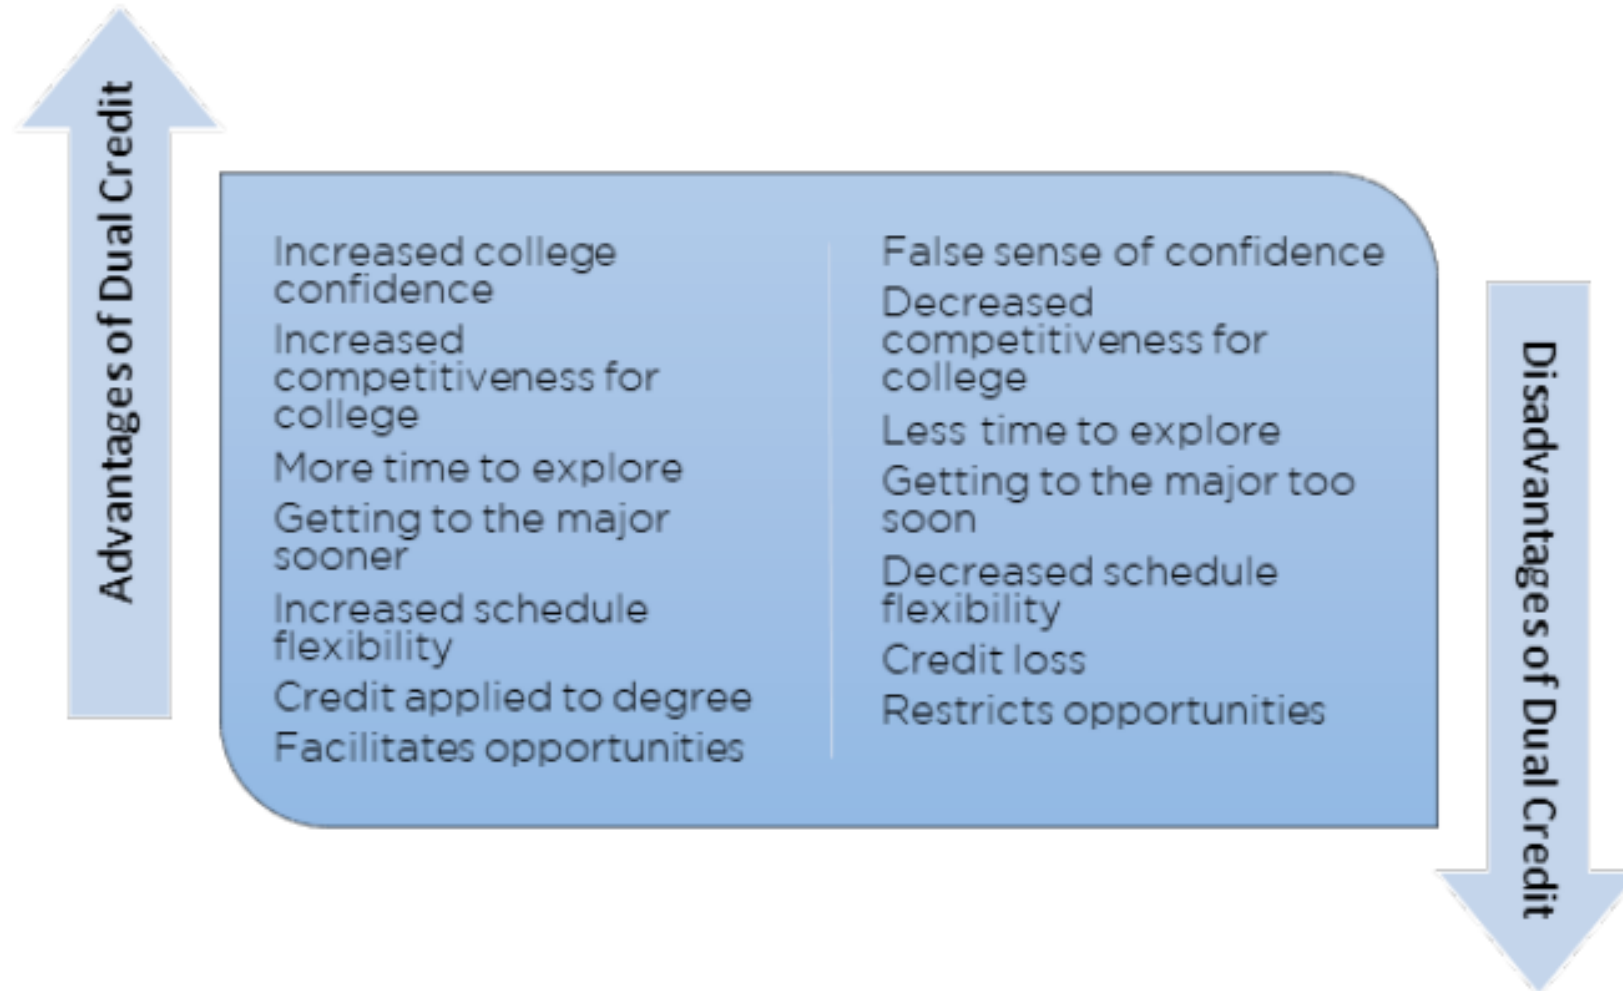 Advantages of Dual Credit
Increased college
confidence
Increased
competitiveness for
college
More time to explore
Getting to the major
sooner
Increased schedule
flexibility
Credit applied to degree
Facilitates opportunities
False sense of confidence
Decreased
competitiveness for
college
Less time to explore
Getting to the major too
soon
Decreased schedule
flexibility
Credit loss
Restricts opportunities
Disadvantages of Dual Credit